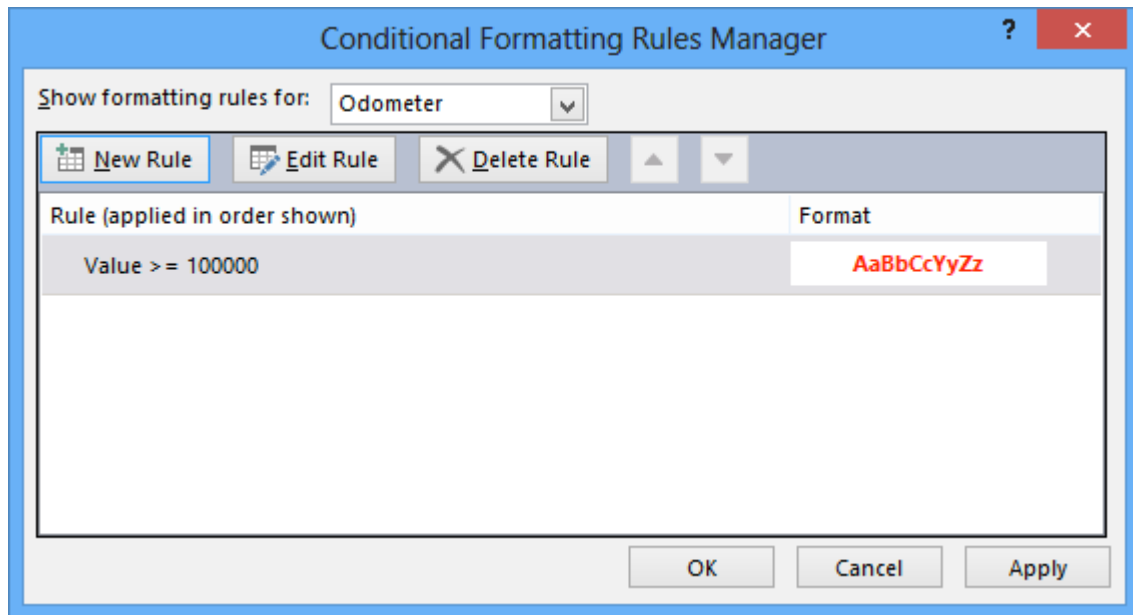 Conditional Formatting Rules Manager ?
Show formatting rules for: Odometer
New Rule Edit Rule Delete Rule
Rule (applied in order shown) Format
Value >= 100000 AaBbCcYyZz
OK Cancel Apply